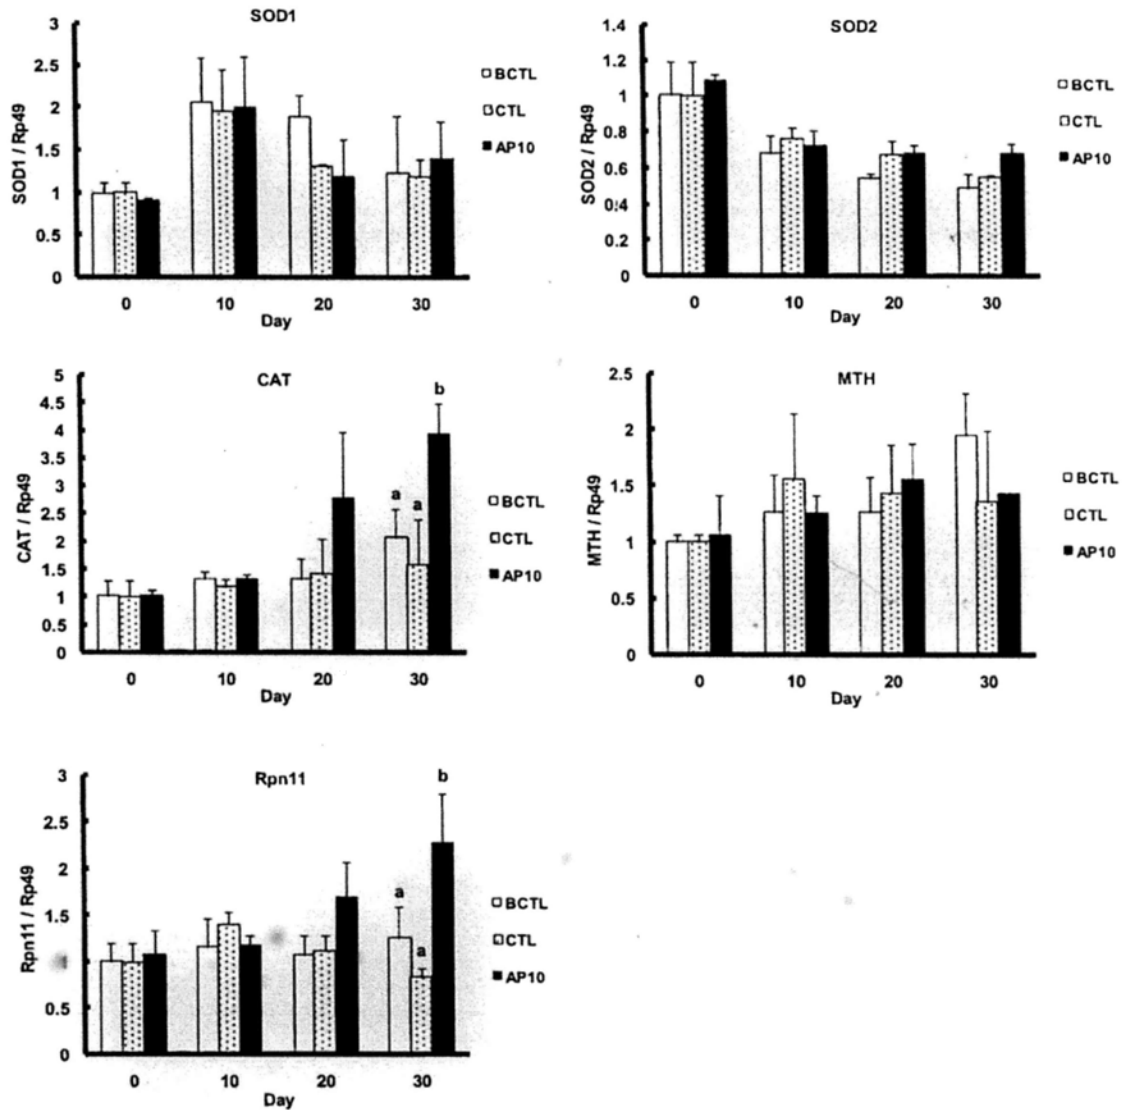 SOD1
SOD1 / Rp49
3
2.5
2
1.5
1
0.5
0
0 10 20 30
Day
BCTL
CTL
AP10
SOD2
SOD2 / Rp49
1.4
1.2
1
0.8
0.6
0.4
0.2
0
0 10 20 30
Day
BCTL
CTL
AP10
CAT
CAT / Rp49
5
4.5
4
3.5
3
2.5
2
1.5
1
0.5
0
a a b
0 10 20 30
Day
BCTL
CTL
AP10
MTH
MTH / Rp49
2.5
2
1.5
1
0.5
0
0 10 20 30
Day
BCTL
CTL
AP10
Rpn11
Rpn11 / Rp49
3
2.5
2
1.5
1
0.5
0
a a b
0 10 20 30
Day
BCTL
CTL
AP10